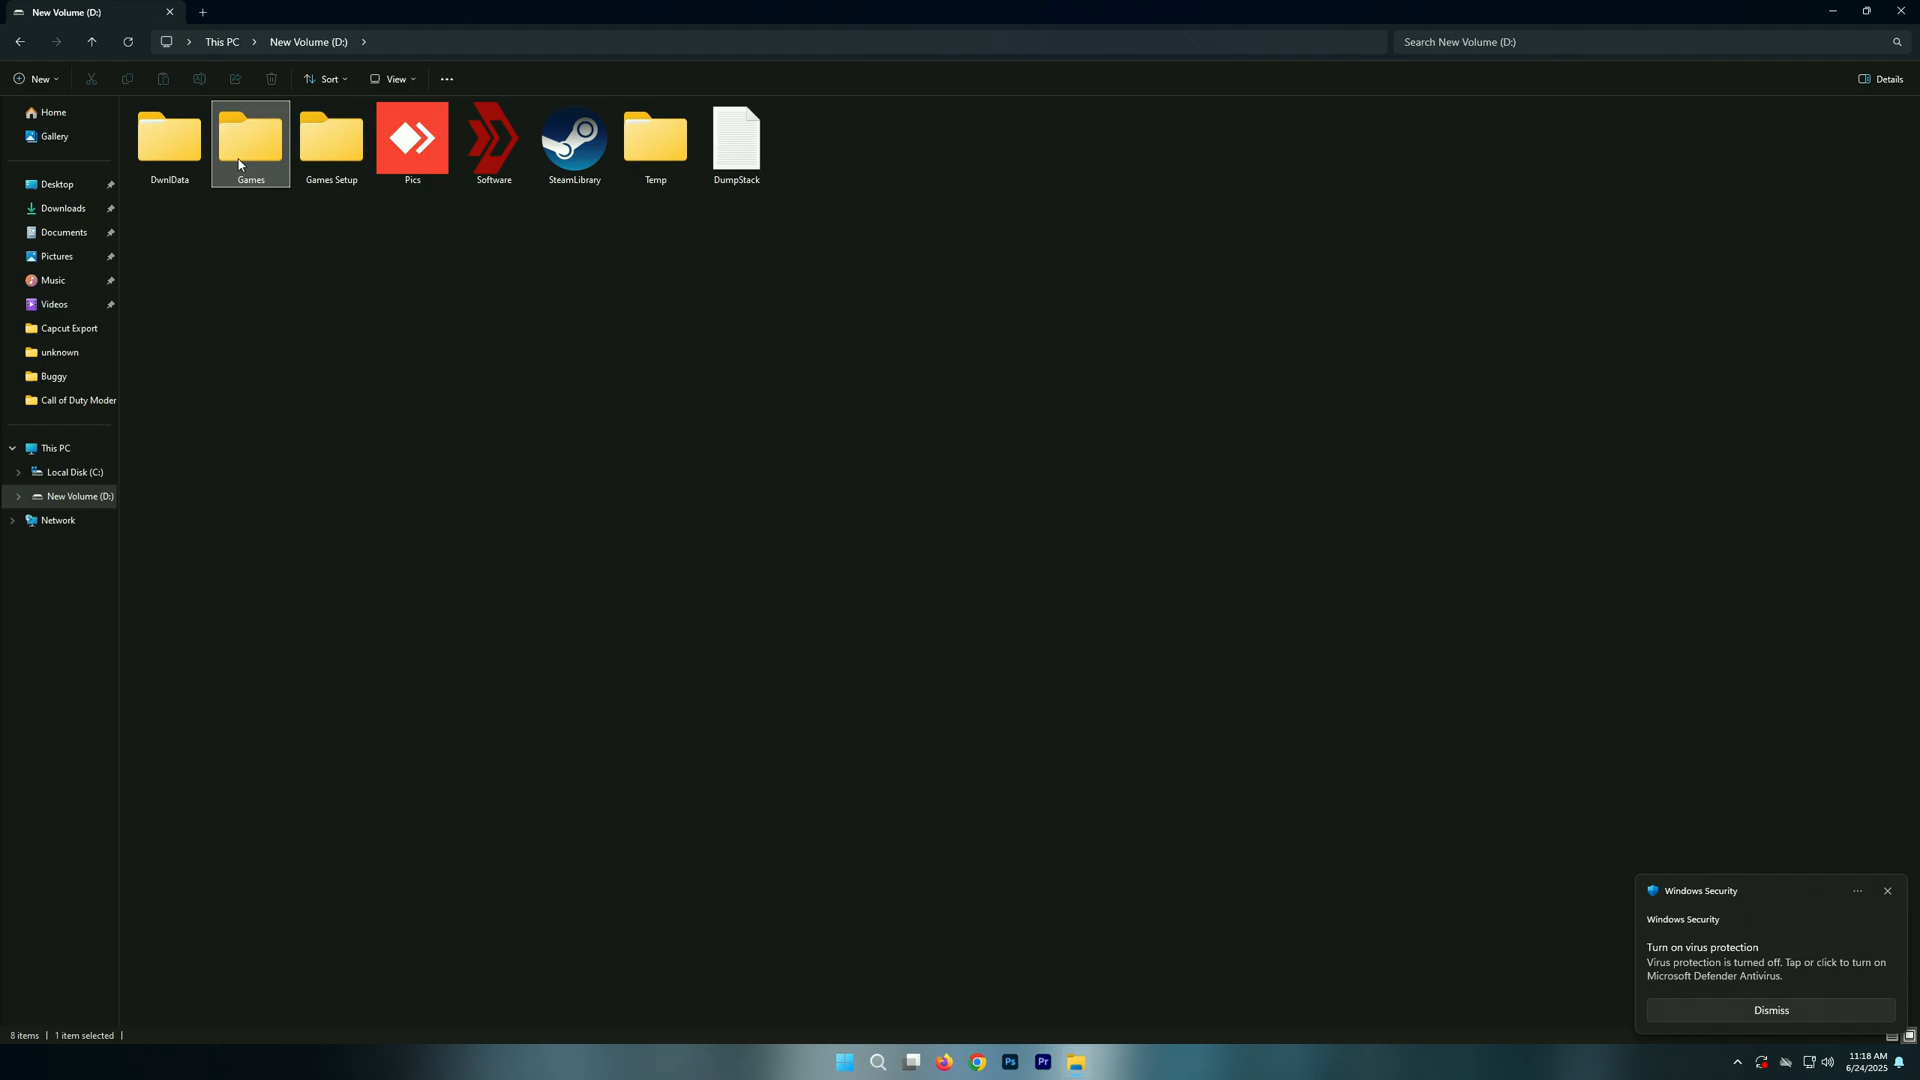 New Volume (D:)
This PC
New Volume (D:)
Search New Volume (D:)
New
Sort
View
Details
Home
Gallery
Desktop
Downloads
Documents
Pictures
Music
Videos
Capcut Export
unknown
Buggy
Call of Duty Moder
This PC
Local Disk (C:)
New Volume (D:)
Network
DwnlData
Games
Games Setup
Pics
Software
SteamLibrary
Temp
DumpStack
Windows Security
Windows Security
Turn on virus protection
Virus protection is turned off. Tap or click to turn on
Microsoft Defender Antivirus.
Dismiss
8 items
1 item selected
Ps
Pr
11:18 AM
6/24/2025